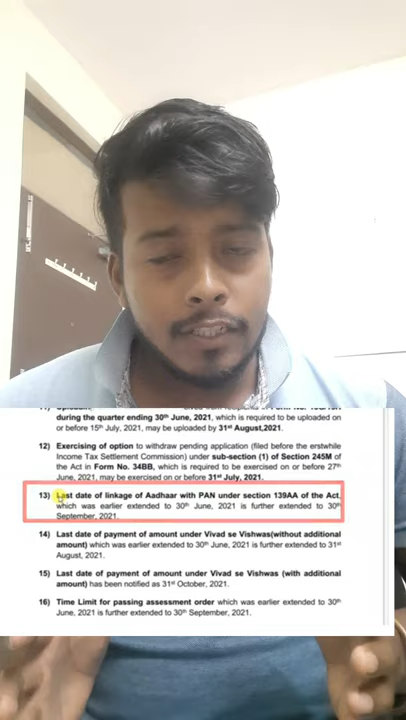 during the quarter ending 30th June, 2021, which is required to be uploaded on
or before 15th July, 2021, may be uploaded by 31st August,2021.
12) Exercising of option to withdraw pending application (filed before the erstwhile
Income Tax Settlement Commission) under sub-section (1) of Section 245M of
the Act in Form No. 34BB, which is required to be exercised on or before 27th
June, 2021, may be exercised on or before 31st July, 2021.
13) Last date of linkage of Aadhaar with PAN under section 139AA of the Act,
which was earlier extended to 30th June, 2021 is further extended to 30th
September, 2021.
14) Last date of payment of amount under Vivad se Vishwas(without additional
amount) which was earlier extended to 30th June, 2021 is further extended to 31st
August, 2021.
15) Last date of payment of amount under Vivad se Vishwas (with additional
amount) has been notified as 31st October, 2021.
16) Time Limit for passing assessment order which was earlier extended to 30th
June, 2021 is further extended to 30th September, 2021.